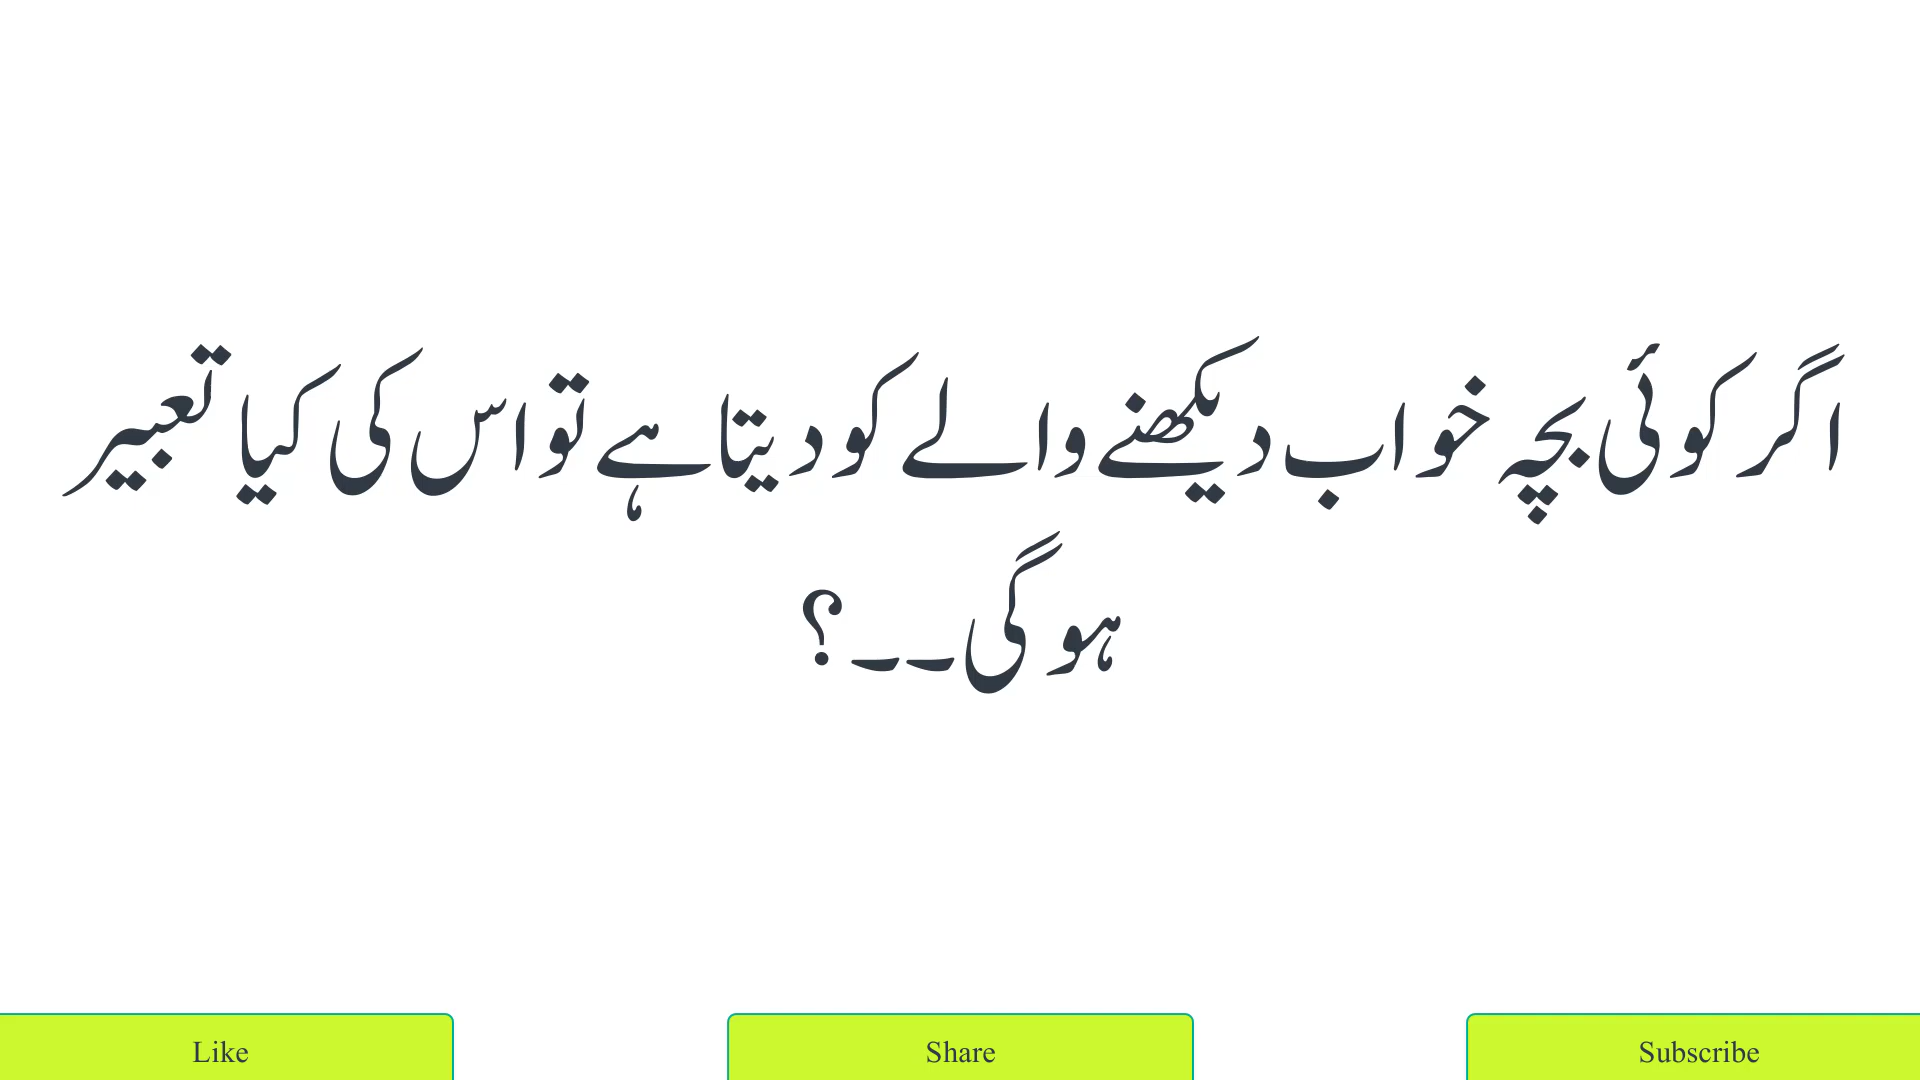 اگر کوئی بچہ خواب دیکھنے والے کو دیتا ہے تو اس کی کیا تعبیر
ہو گی۔۔؟
Like
Share
Subscribe